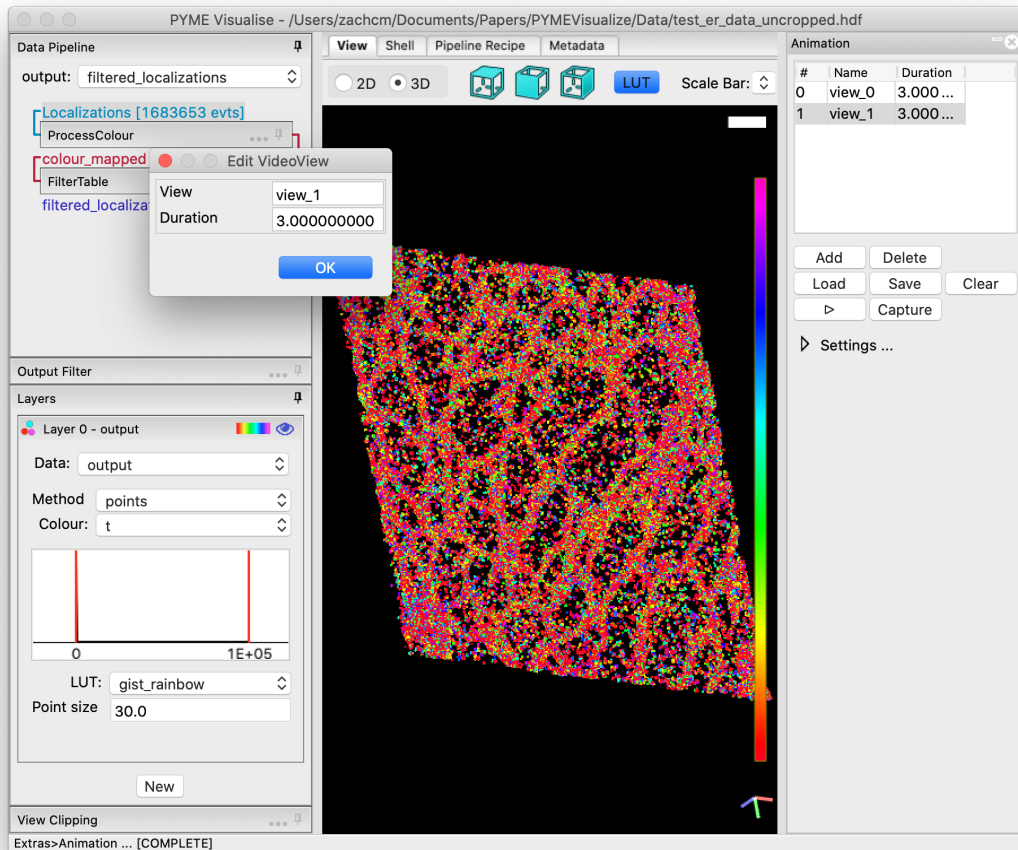 PYME Visualise - /Users/zachcm/Documents/Papers/PYMEVisualize/Data/test_er_data_uncropped.hdf
Data Pipeline
output: filtered_localizations
Localizations [1683653 evts]
ProcessColour
colour_mapped
FilterTable
filtered_localiza
Edit VideoView
View view_1
Duration 3.000000000
OK
Output Filter
Layers
Layer 0 - output
Data: output
Method points
Colour: t
0 1E+05
LUT: gist_rainbow
Point size 30.0
New
View Clipping
Extras>Animation ... [COMPLETE]
View Shell Pipeline Recipe Metadata
2D 3D LUT Scale Bar:
Animation
# Name Duration
0 view_0 3.000 ...
1 view_1 3.000 ...
Add Delete
Load Save Clear
Capture
Settings ...